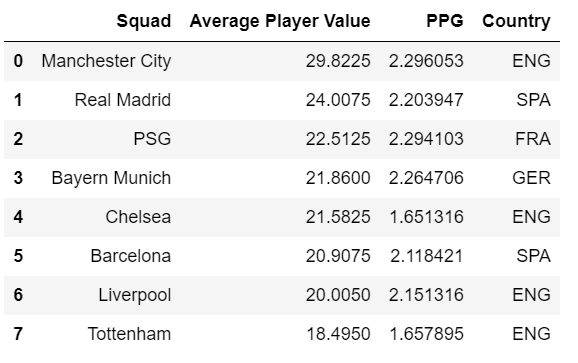 Squad Average Player Value PPG Country
0 Manchester City 29.8225 2.296053 ENG
1 Real Madrid 24.0075 2.203947 SPA
2 PSG 22.5125 2.294103 FRA
3 Bayern Munich 21.8600 2.264706 GER
4 Chelsea 21.5825 1.651316 ENG
5 Barcelona 20.9075 2.118421 SPA
6 Liverpool 20.0050 2.151316 ENG
7 Tottenham 18.4950 1.657895 ENG